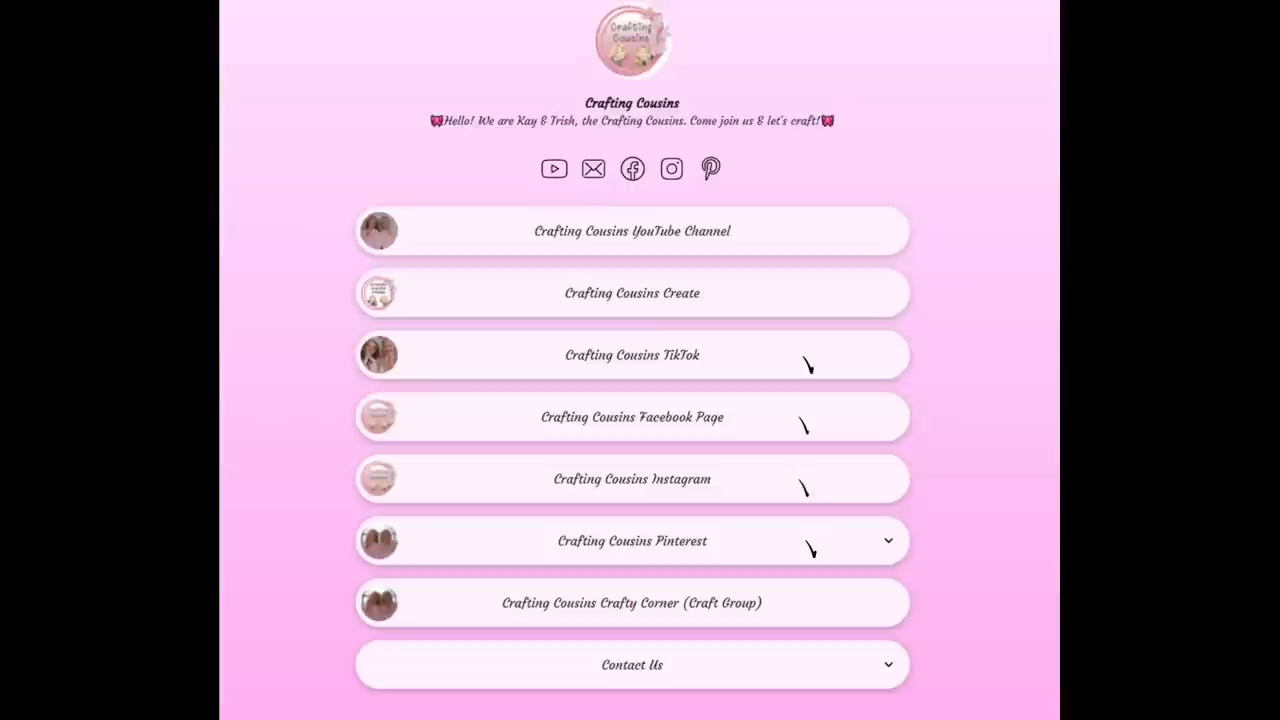 Crafting
Cousins
Crafting Cousins
Hello! We are Kay & Trish, the Crafting Cousins. Come join us & let's craft!
Crafting Cousins YouTube Channel
Crafting Cousins Create
Crafting Cousins TikTok
Crafting Cousins Facebook Page
Crafting Cousins Instagram
Crafting Cousins Pinterest
Crafting Cousins Crafty Corner (Craft Group)
Contact Us